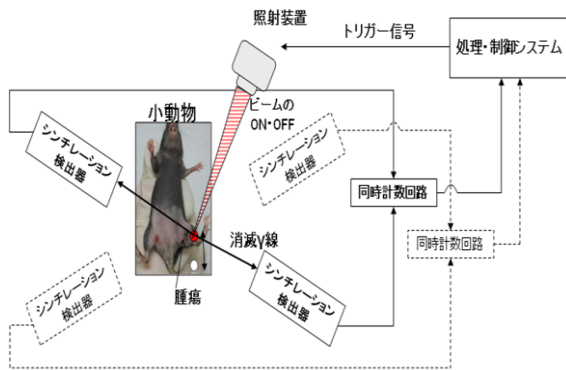 照射装置
トリガー信号
処理・制御システム
小動物
ビームの
ON・OFF
シンチレーション
検出器
シンチレーション
検出器
同時計数回路
消滅γ線
同時計数回路
シンチレーション
検出器
腫瘍
シンチレーション
検出器